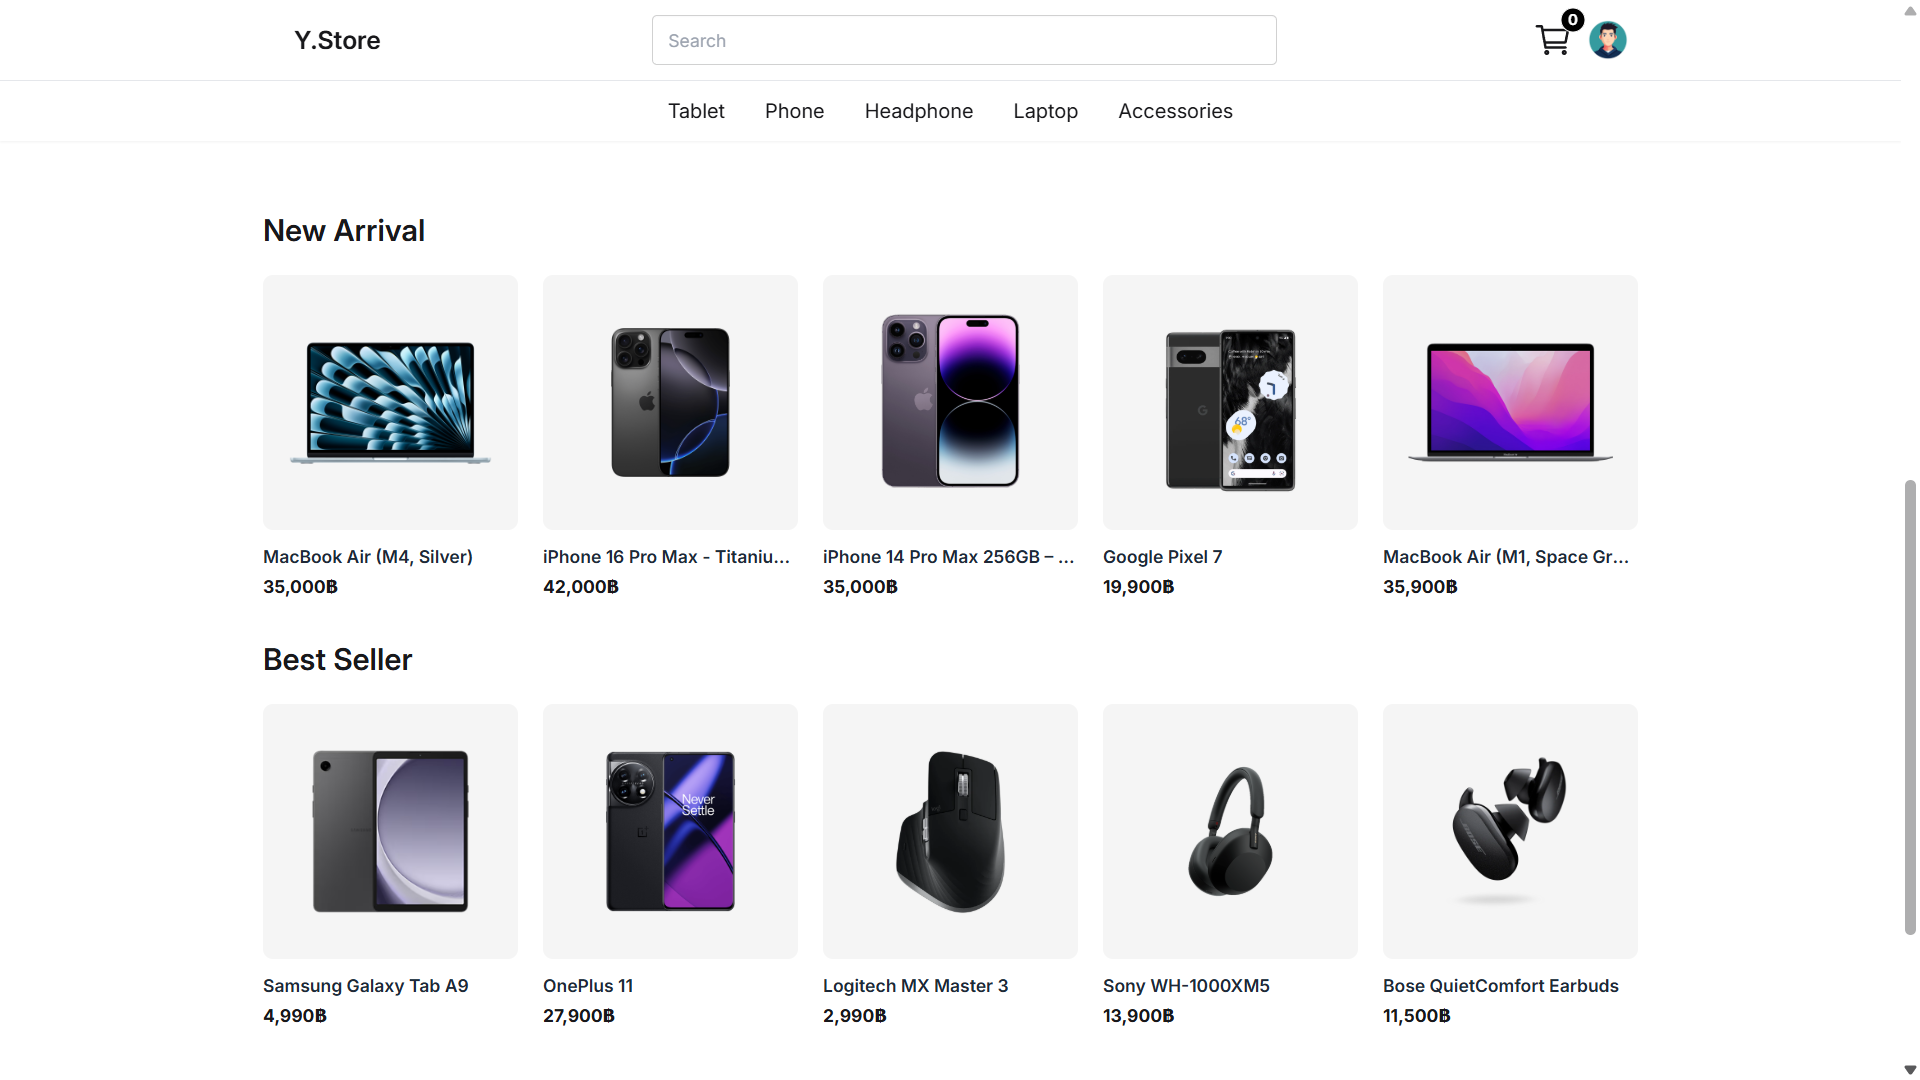 Y.Store
Search
0
Tablet Phone Headphone Laptop Accessories
New Arrival
MacBook Air (M4, Silver)
35,000฿
iPhone 16 Pro Max - Titaniu...
42,000฿
iPhone 14 Pro Max 256GB – ...
35,000฿
68°
Google Pixel 7
19,900฿
MacBook Air (M1, Space Gr...
35,900฿
Best Seller
Samsung Galaxy Tab A9
4,990฿
Never
Settle
OnePlus 11
27,900฿
Logitech MX Master 3
2,990฿
Sony WH-1000XM5
13,900฿
BOSE
Bose QuietComfort Earbuds
11,500฿